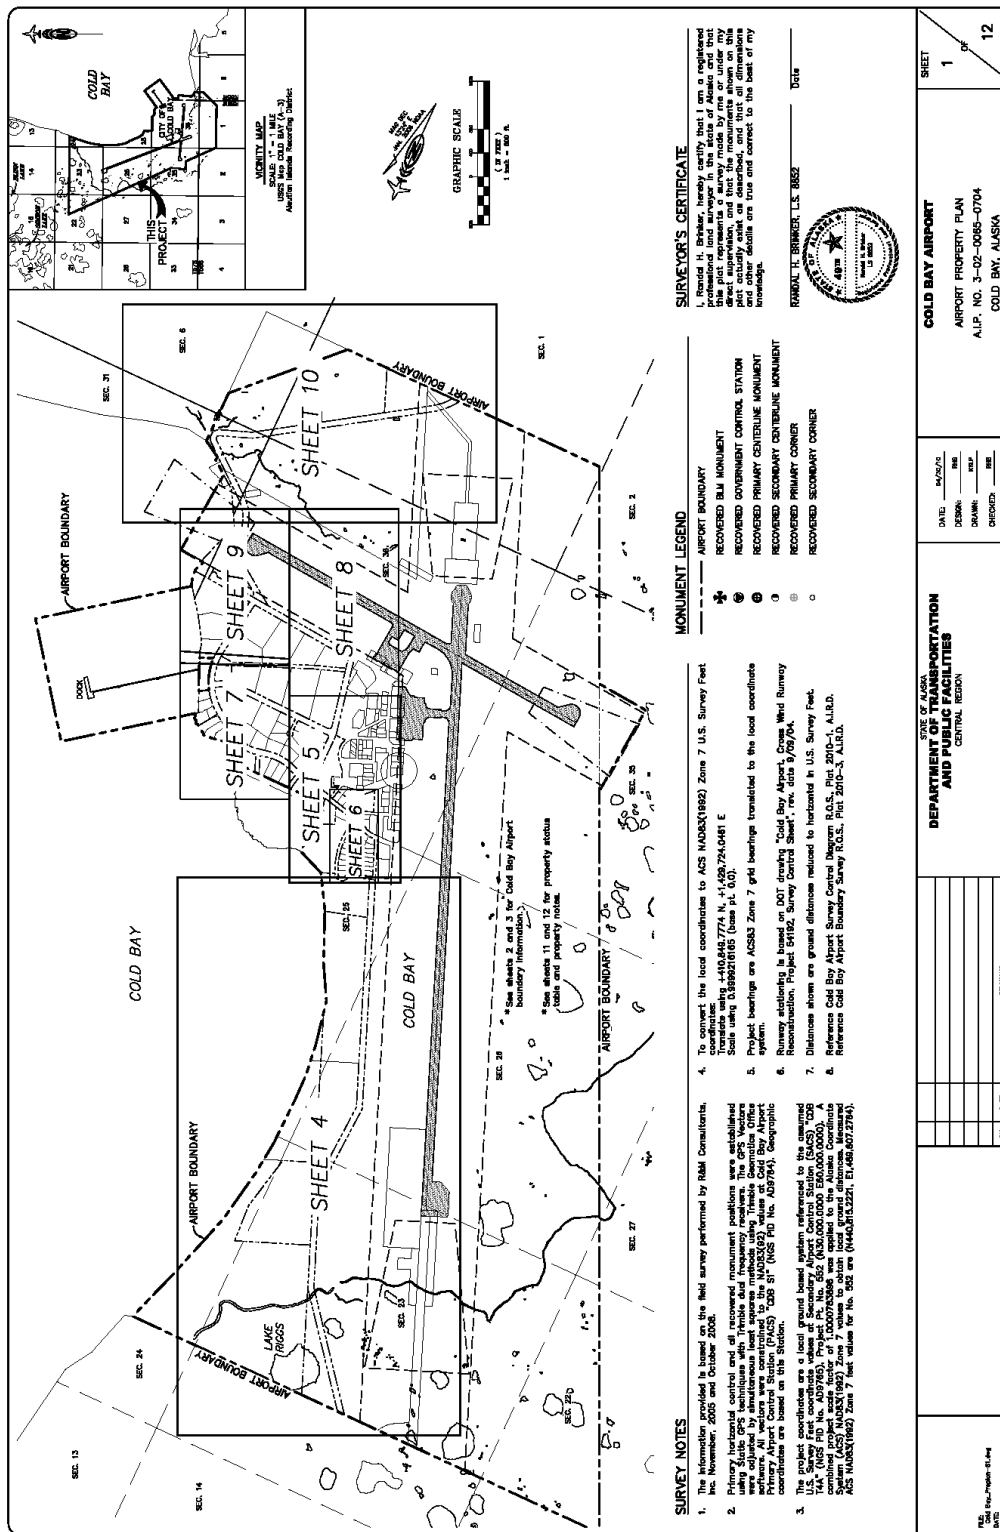 COLD BAY
THIS PROJECT
CITY OF COLD BAY
VICINITY MAP
SCALE: 1" = 1 MILE
USGS Map COLD BAY (A-3)
Aleutian Islands Recording District
COLD BAY
COLD BAY
AIRPORT BOUNDARY
AIRPORT BOUNDARY
AIRPORT BOUNDARY
AIRPORT BOUNDARY
AIRPORT BOUNDARY
DOCK
LAKE RIGGS
SHEET 4
SHEET 5
SHEET 6
SHEET 7
SHEET 8
SHEET 9
SHEET 10
SEC. 13
SEC. 24
SEC. 14
SEC. 23
SEC. 22
SEC. 27
SEC. 26
SEC. 25
SEC. 35
SEC. 36
SEC. 2
SEC. 1
SEC. 31
SEC. 6
*See sheets 2 and 3 for Cold Bay Airport
boundary information.
*See sheets 11 and 12 for property status
table and property notes.
GRAPHIC SCALE
( IN FEET )
1 inch = 800 ft.
SURVEY NOTES
1. The information provided is based on the field survey performed by R&M Consultants,
Inc. November, 2005 and October 2008.
2. Primary horizontal control and all recovered monument positions were established
using Static GPS techniques with Trimble dual frequency receivers. The GPS Vectors
were adjusted by simultaneous least squares methods using Trimble Geomatics Office
software. All vectors were constrained to the NAD83(92) values at Cold Bay Airport
Primary Airport Control Station (PACS) "CDB S1" (NGS PID No. AD9764). Geographic
coordinates are based on this Station.
3. The project coordinates are a local ground based system referenced to the assumed
U.S. Survey Feet coordinate values at Secondary Airport Control Station (SACS) "CDB
T4A" (NGS PID No. AD9765), Project Pt. No. 552 (N30,000.0000 E60,000.0000). A
combined project scale factor of was applied to the Alaska Coordinate
System (ACS) NAD83(1992) Zone 7 values to obtain local ground distances. Measured
ACS NAD83(1992) Zone 7 feet values for No. 552 are
4. To convert the local coordinates to ACS NAD83(1992) Zone 7 U.S. Survey Feet
coordinates:
Translate using +410,849.7774 N, +1,429,724.0461 E
Scale using (base pt. 0,0).
5. Project bearings are ACS83 Zone 7 grid bearings translated to the local coordinate
system.
6. Runway stationing is based on DOT drawing "Cold Bay Airport, Cross Wind Runway
Reconstruction, Project 54192, Survey Control Sheet", rev. date 9/09/04.
7. Distances shown are ground distances reduced to horizontal in U.S. Survey Feet.
8. Reference Cold Bay Airport Survey Control Diagram R.O.S., Plat 2010-1, A.I.R.D.
Reference Cold Bay Airport Boundary Survey R.O.S., Plat 2010-3, A.I.R.D.
MONUMENT LEGEND
AIRPORT BOUNDARY
RECOVERED BLM MONUMENT
RECOVERED GOVERNMENT CONTROL STATION
RECOVERED PRIMARY CENTERLINE MONUMENT
RECOVERED SECONDARY CENTERLINE MONUMENT
RECOVERED PRIMARY CORNER
RECOVERED SECONDARY CORNER
SURVEYOR'S CERTIFICATE
I, Randal H. Brinker, hereby certify that I am a registered
professional land surveyor in the state of Alaska and that
this plat represents a survey made by me or under my
direct supervision, and that the monuments shown on this
plat actually exist as described, and that all dimensions
and other details are true and correct to the best of my
knowledge.
RANDAL H. BRINKER, L.S. 8852
Date
STATE OF ALASKA
49TH
Randal H. Brinker
LS 8852
STATE OF ALASKA
DEPARTMENT OF TRANSPORTATION
AND PUBLIC FACILITIES
CENTRAL REGION
DATE:
DESIGN: RHB
DRAWN:
CHECKED: RHB
COLD BAY AIRPORT
AIRPORT PROPERTY PLAN
A.I.P. NO. 3-02-0065-0704
COLD BAY, ALASKA
SHEET
1
OF
12